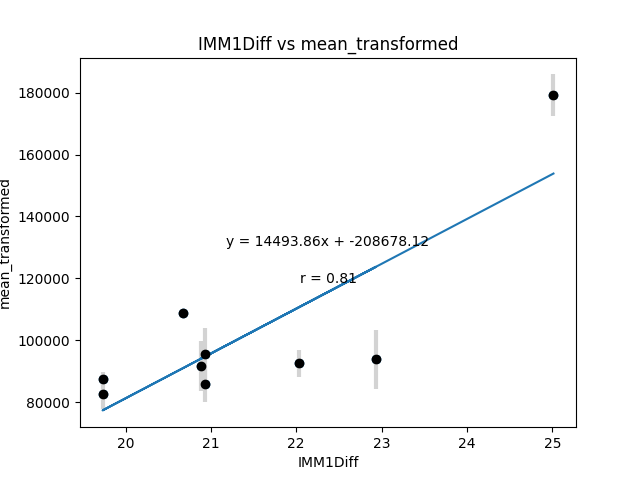 IMM1Diff vs mean_transformed
mean_transformed
180000
160000
140000
120000
100000
80000
y = 14493.86x + -208678.12
r = 0.81
20 21 22 23 24 25
IMM1Diff